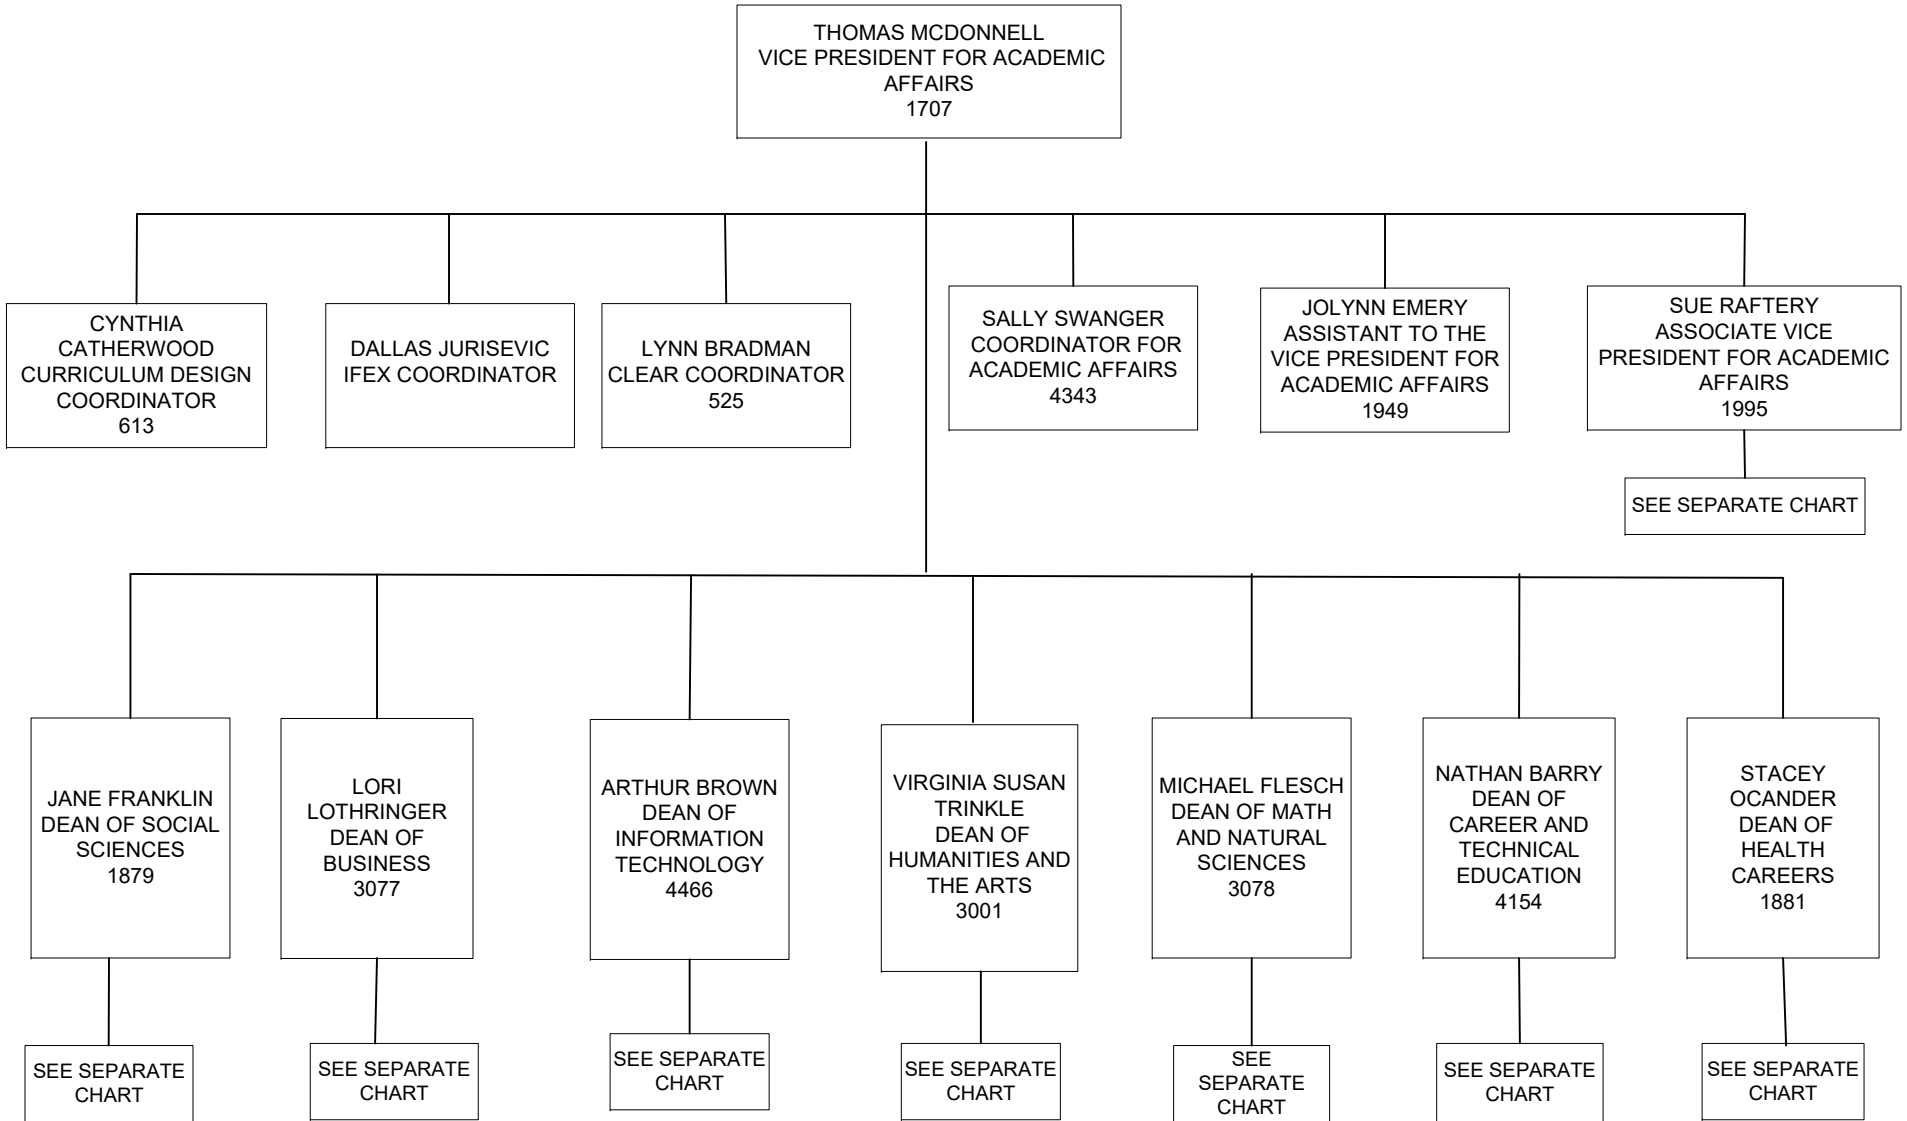 THOMAS MCDONNELL
VICE PRESIDENT FOR ACADEMIC
AFFAIRS
1707
CYNTHIA
CATHERWOOD
CURRICULUM DESIGN
COORDINATOR
613
DALLAS JURISEVIC
IFEX COORDINATOR
LYNN BRADMAN
CLEAR COORDINATOR
525
SALLY SWANGER
COORDINATOR FOR
ACADEMIC AFFAIRS
4343
JOLYNN EMERY
ASSISTANT TO THE
VICE PRESIDENT FOR
ACADEMIC AFFAIRS
1949
SUE RAFTERY
ASSOCIATE VICE
PRESIDENT FOR ACADEMIC
AFFAIRS
1995
SEE SEPARATE CHART
JANE FRANKLIN
DEAN OF SOCIAL
SCIENCES
1879
LORI
LOTHRINGER
DEAN OF
BUSINESS
3077
ARTHUR BROWN
DEAN OF
INFORMATION
TECHNOLOGY
4466
VIRGINIA SUSAN
TRINKLE
DEAN OF
HUMANITIES AND
THE ARTS
3001
MICHAEL FLESCH
DEAN OF MATH
AND NATURAL
SCIENCES
3078
NATHAN BARRY
DEAN OF
CAREER AND
TECHNICAL
EDUCATION
4154
STACEY
OCANDER
DEAN OF
HEALTH
CAREERS
1881
SEE SEPARATE
CHART
SEE SEPARATE
CHART
SEE SEPARATE
CHART
SEE SEPARATE
CHART
SEE
SEPARATE
CHART
SEE SEPARATE
CHART
SEE SEPARATE
CHART